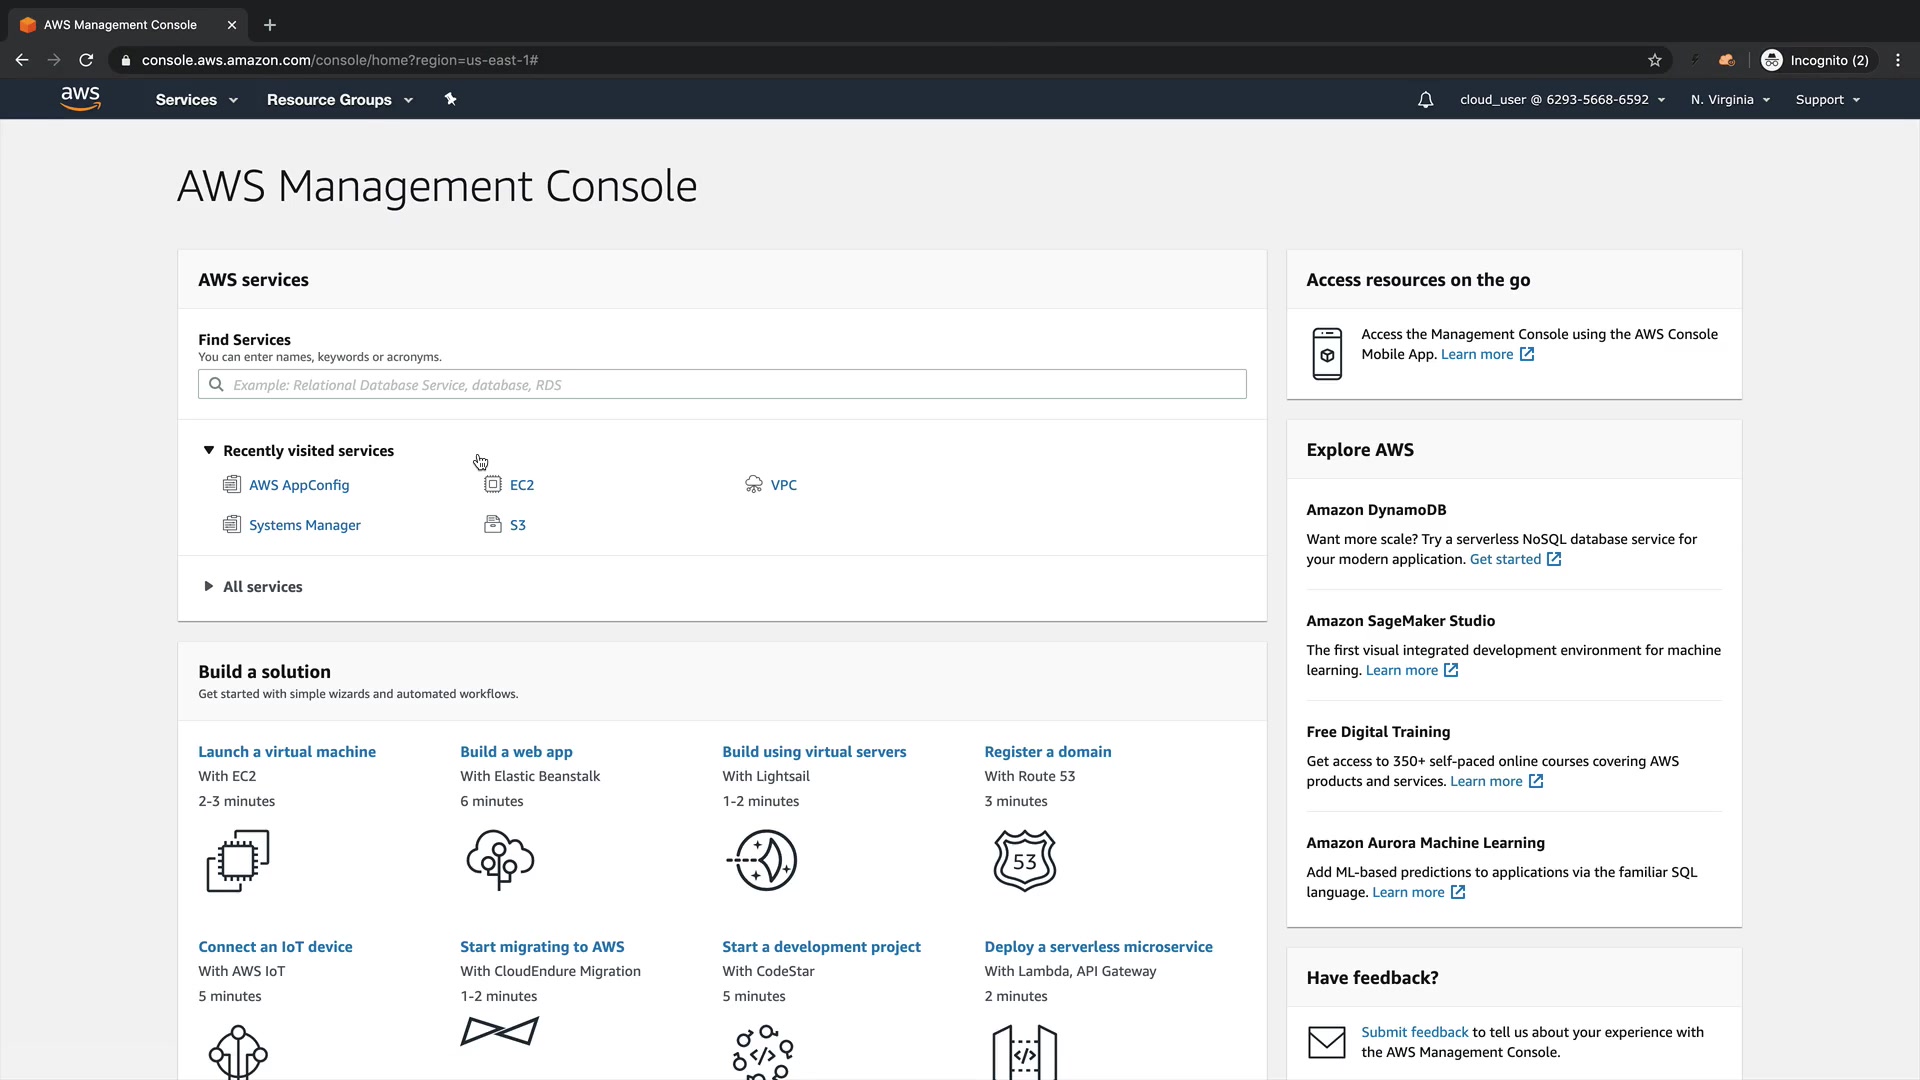 AWS Management Console
console.aws.amazon.com/console/home?region=us-east-1#
Incognito (2)
aws
Services
Resource Groups
cloud_user @ 6293-5668-6592
N. Virginia
Support
AWS Management Console
AWS services
Find Services
You can enter names, keywords or acronyms.
Example: Relational Database Service, database, RDS
Recently visited services
AWS AppConfig
EC2
VPC
Systems Manager
S3
All services
Build a solution
Get started with simple wizards and automated workflows.
Launch a virtual machine
With EC2
2-3 minutes
Build a web app
With Elastic Beanstalk
6 minutes
Build using virtual servers
With Lightsail
1-2 minutes
Register a domain
With Route 53
3 minutes
53
Connect an IoT device
With AWS IoT
5 minutes
Start migrating to AWS
With CloudEndure Migration
1-2 minutes
Start a development project
With CodeStar
5 minutes
</>
Deploy a serverless microservice
With Lambda, API Gateway
2 minutes
</>
Access resources on the go
Access the Management Console using the AWS Console
Mobile App. Learn more
Explore AWS
Amazon DynamoDB
Want more scale? Try a serverless NoSQL database service for
your modern application. Get started
Amazon SageMaker Studio
The first visual integrated development environment for machine
learning. Learn more
Free Digital Training
Get access to 350+ self-paced online courses covering AWS
products and services. Learn more
Amazon Aurora Machine Learning
Add ML-based predictions to applications via the familiar SQL
language. Learn more
Have feedback?
Submit feedback to tell us about your experience with
the AWS Management Console.